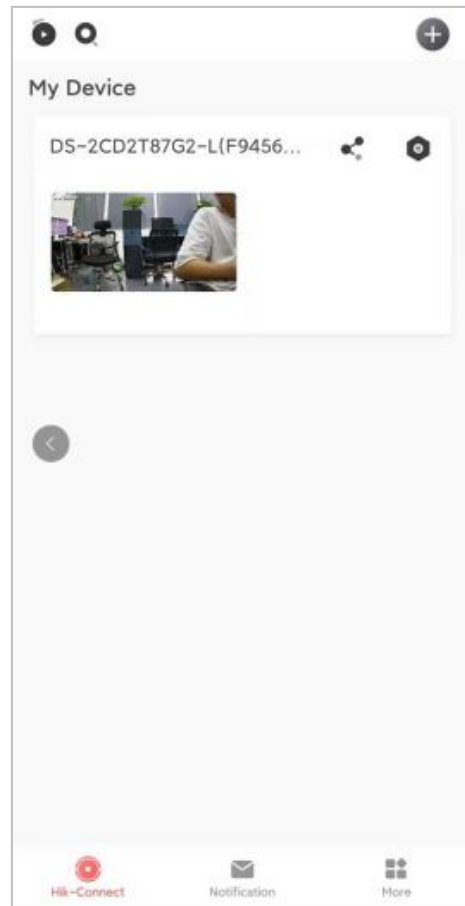 My Device
DS-2CD2T87G2-L(F9456...
Hik-Connect
Notification
More